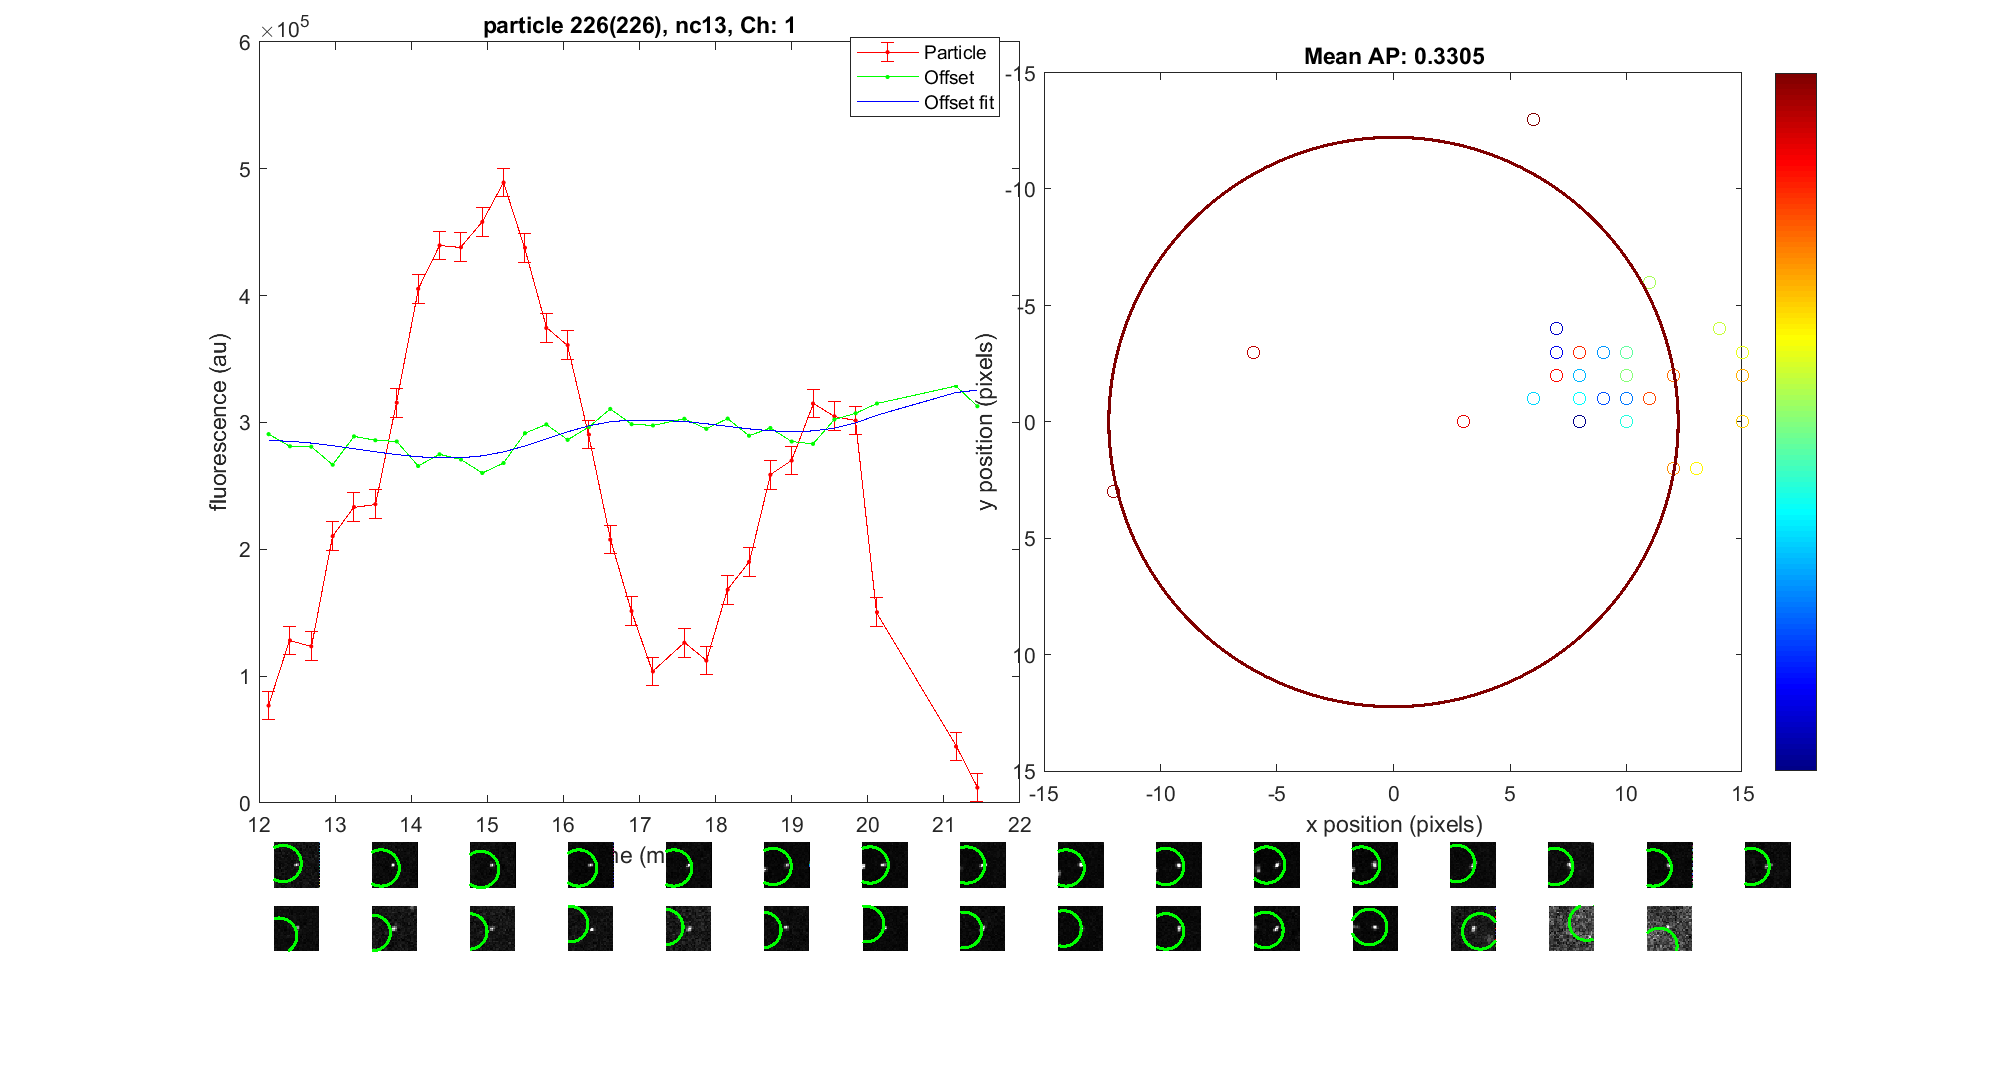 particle 226(226), nc13, Ch: 1
×10^5
Particle
Offset
Offset fit
6
5
4
3
2
1
0
fluorescence (au)
12 13 14 15 16 17 18 19 20 21 22
Mean AP: 0.3305
-15
-10
-5
0
5
10
15
y position (pixels)
-15 -10 -5 0 5 10 15
x position (pixels)